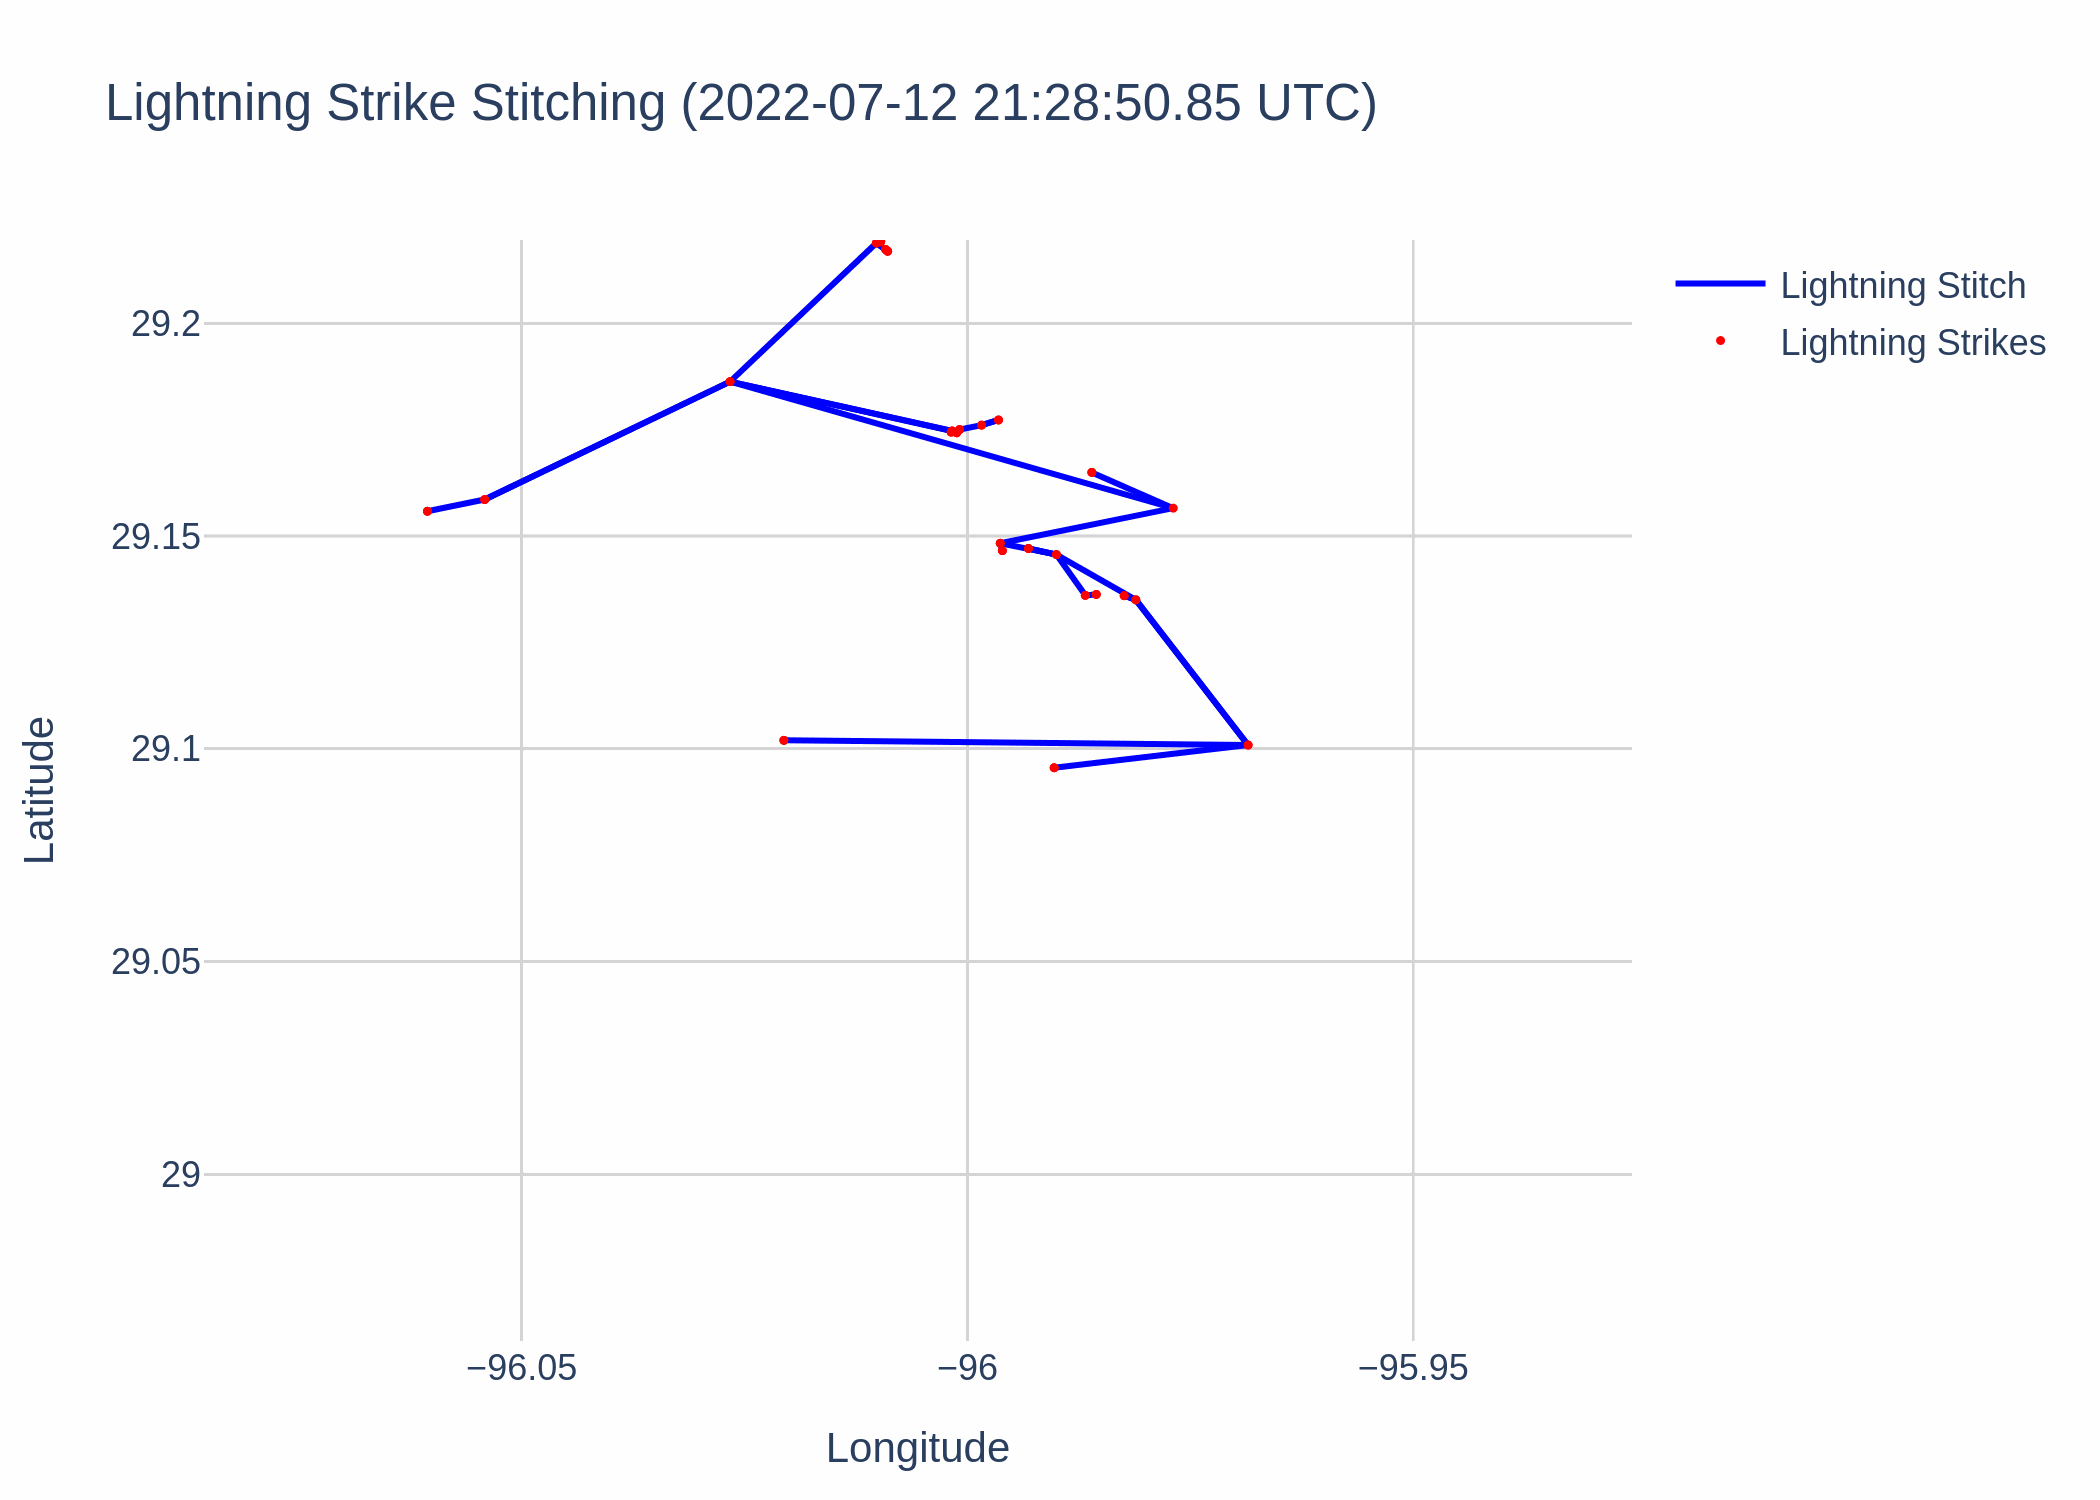 Lightning Strike Stitching (2022-07-12 21:28:50.85 UTC)
Lightning Stitch
Lightning Strikes
29.2
29.15
29.1
29.05
29
Latitude
−96.05
−96
−95.95
Longitude